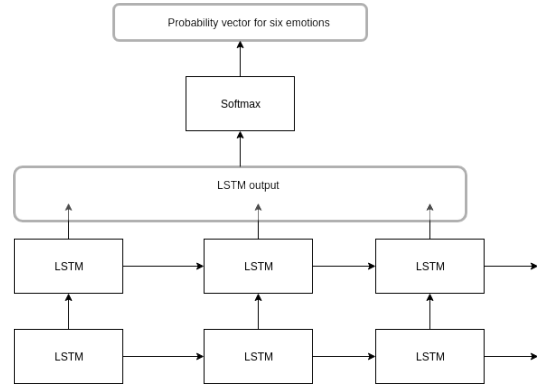 Probability vector for six emotions
Softmax
LSTM output
LSTM LSTM LSTM
LSTM LSTM LSTM